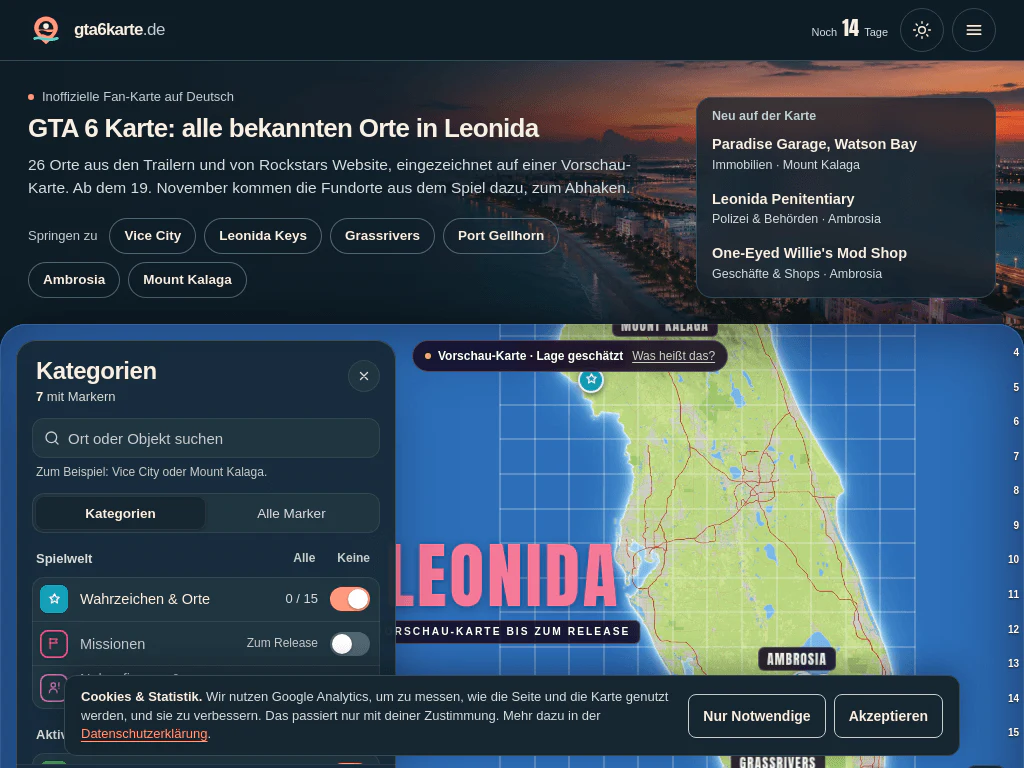 gta6karte.de
Noch 14 Tage
Inoffizielle Fan-Karte auf Deutsch
GTA 6 Karte: alle bekannten Orte in Leonida
26 Orte aus den Trailern und von Rockstars Website, eingezeichnet auf einer Vorschau-
Karte. Ab dem 19. November kommen die Fundorte aus dem Spiel dazu, zum Abhaken.
Springen zu
Vice City
Leonida Keys
Grassrivers
Port Gellhorn
Ambrosia
Mount Kalaga
Neu auf der Karte
Paradise Garage, Watson Bay
Immobilien · Mount Kalaga
Leonida Penitentiary
Polizei & Behörden · Ambrosia
One-Eyed Willie's Mod Shop
Geschäfte & Shops · Ambrosia
Kategorien
7 mit Markern
Ort oder Objekt suchen
Zum Beispiel: Vice City oder Mount Kalaga.
Kategorien
Alle Marker
Spielwelt
Alle
Keine
Wahrzeichen & Orte
0 / 15
Missionen
Zum Release
MOUNT KALAGA
Vorschau-Karte · Lage geschätzt Was heißt das?
LEONIDA
ORSCHAU-KARTE BIS ZUM RELEASE
AMBROSIA
GRASSRIVERS
4
5
6
7
8
9
10
11
12
13
14
15
Cookies & Statistik. Wir nutzen Google Analytics, um zu messen, wie die Seite und die Karte genutzt
werden, und sie zu verbessern. Das passiert nur mit deiner Zustimmung. Mehr dazu in der
Datenschutzerklärung.
Nur Notwendige
Akzeptieren